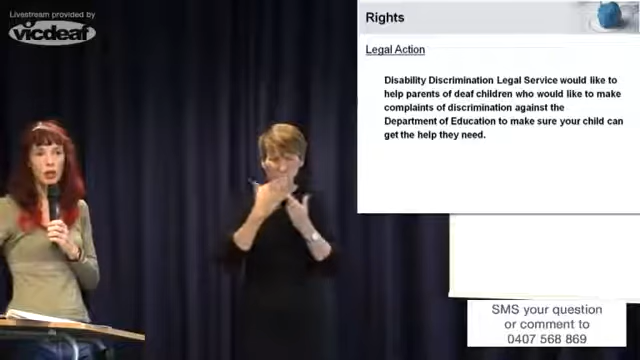 Livestream provided by
vicdeaf
Rights
Legal Action
Disability Discrimination Legal Service would like to
help parents of deaf children who would like to make
complaints of discrimination against the
Department of Education to make sure your child can
get the help they need.
SMS your question
or comment to
0407 568 869